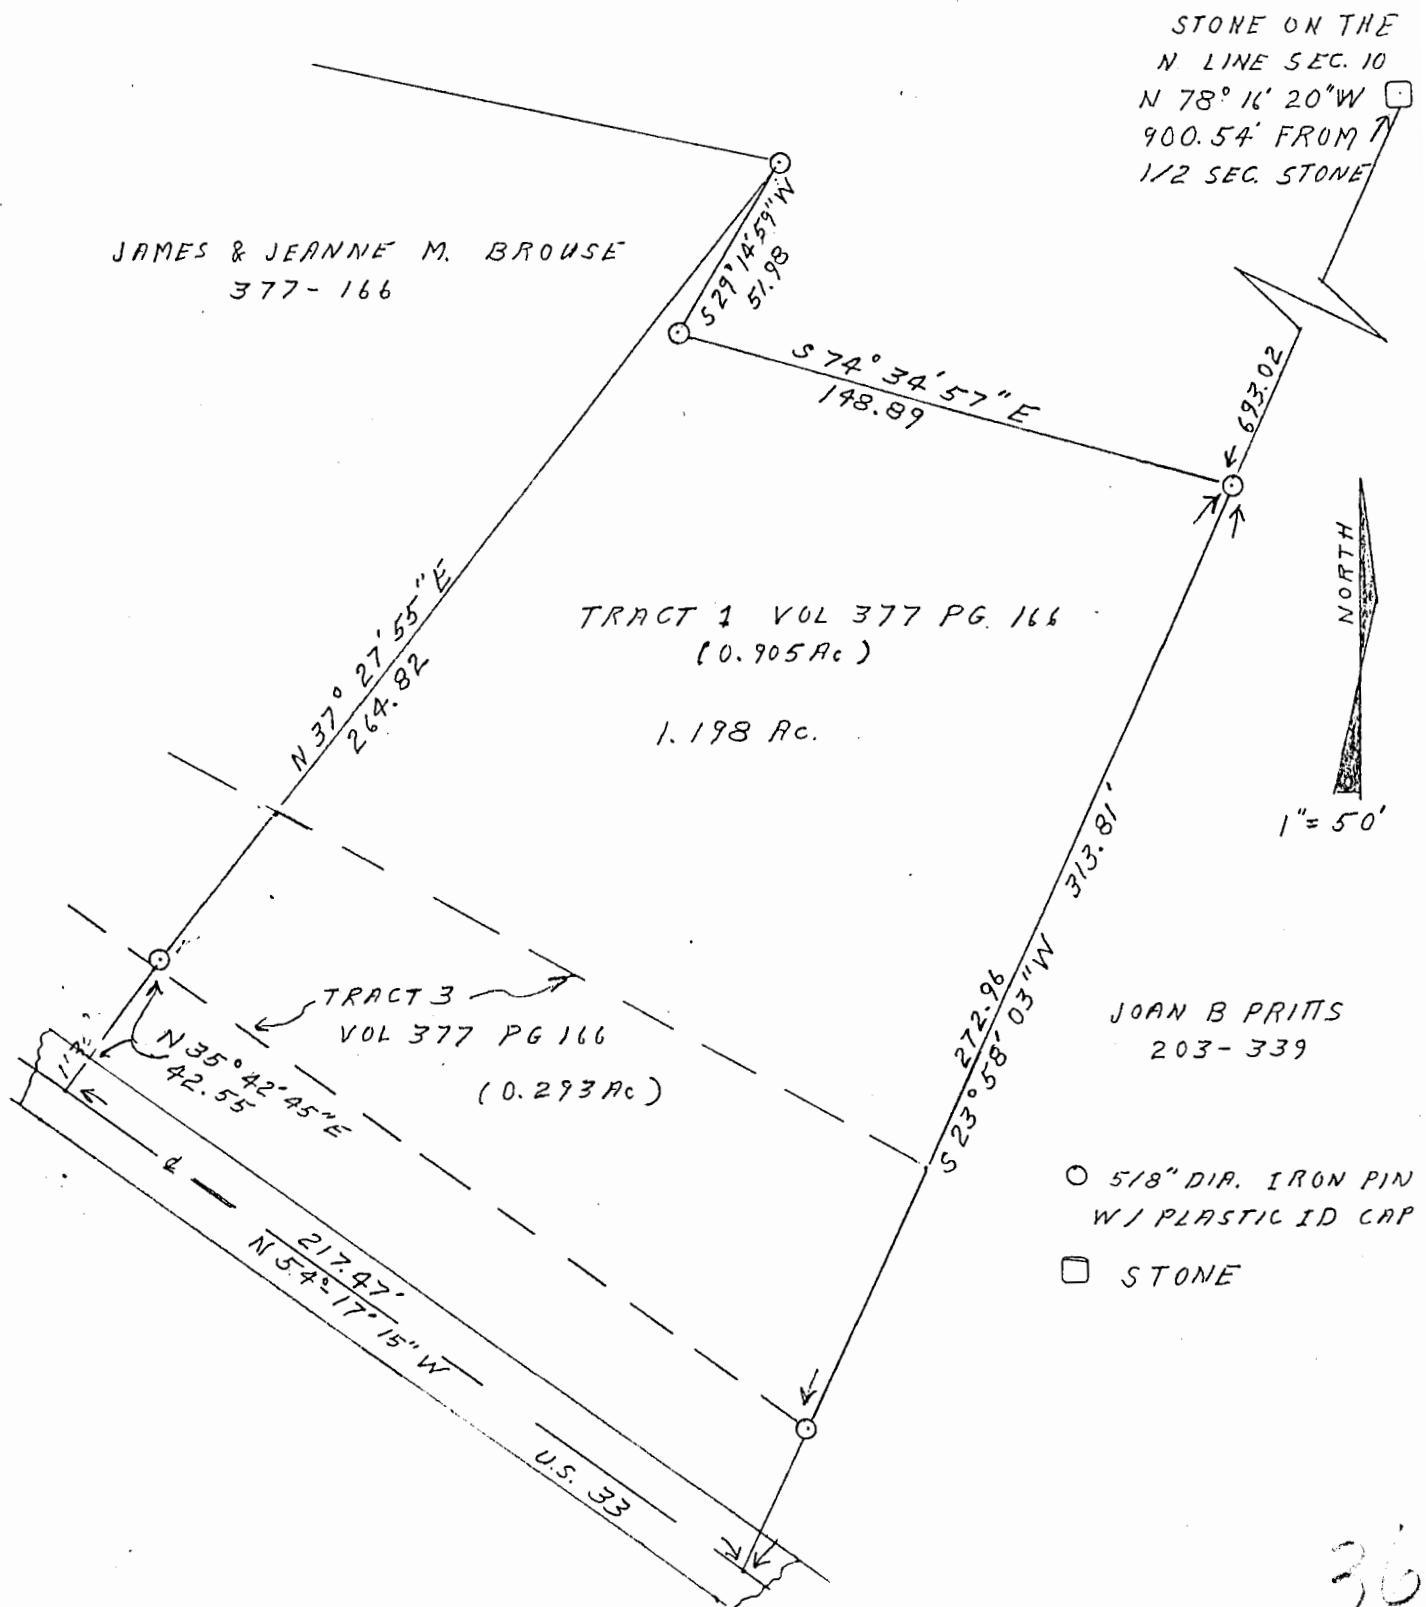 STONE ON THE
N. LINE SEC. 10
N 78° 16' 20" W
900.54' FROM
1/2 SEC. STONE
JAMES & JEANNE M. BROUSE
377-166
S 29° 14' 59" W
51.98
S 74° 34' 57" E
148.89
693.02
NORTH
1" = 50'
N 37° 27' 55" E
264.82
TRACT 1 VOL 377 PG. 166
(0.905 Ac)
1.198 Ac.
313.81'
272.96
S 23° 58' 03" W
TRACT 3
VOL 377 PG 166
(0.293 Ac)
N 35° 42' 45" E
42.55
JOAN B PRITTS
203-339
5/8" DIA. IRON PIN
W/ PLASTIC ID CAP
STONE
217.47'
N 54°-17' 15" W
U.S. 33
36